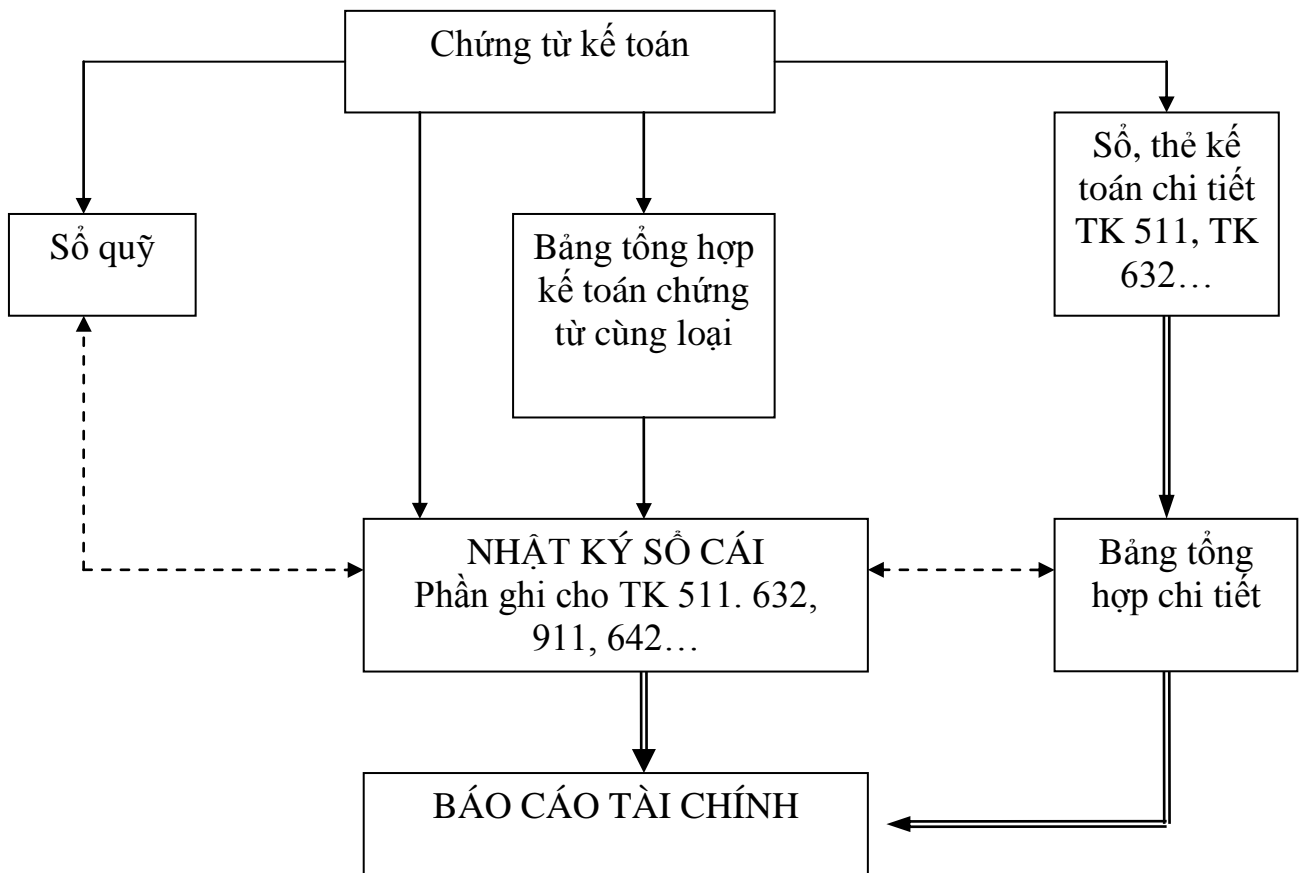 Chứng từ kế toán
Sổ, thẻ kế
toán chi tiết
TK 511, TK
632…
Sổ quỹ
Bảng tổng hợp
kế toán chứng
từ cùng loại
NHẬT KÝ SỔ CÁI
Phần ghi cho TK 511. 632,
911, 642…
Bảng tổng
hợp chi tiết
BÁO CÁO TÀI CHÍNH